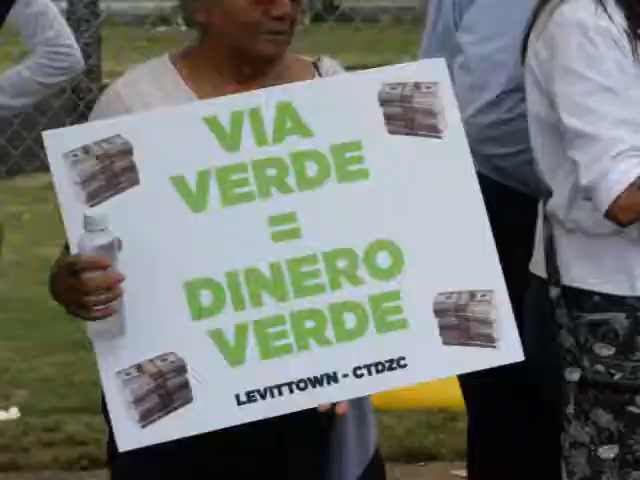 VIA
VERDE
=
DINERO
VERDE
LEVITTOWN - CTDZC